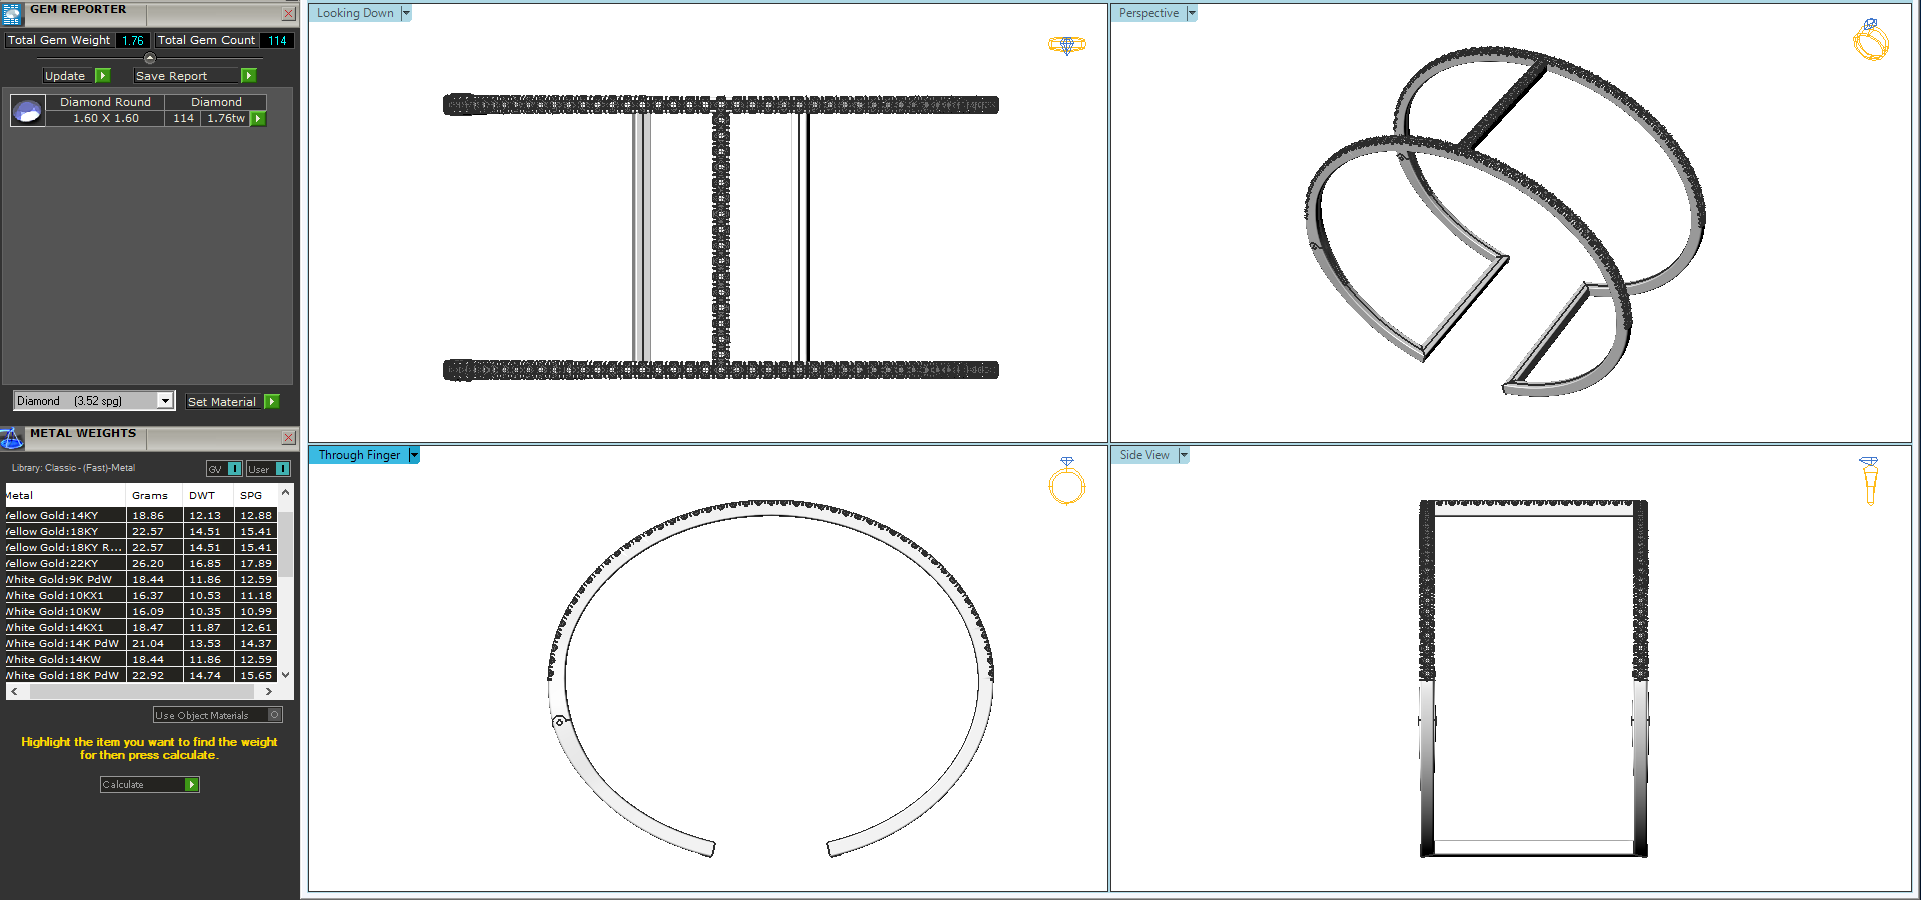 GEM REPORTER
Total Gem Weight 1.76 Total Gem Count 114
Update Save Report
Diamond Round Diamond
1.60 X 1.60 114 1.76tw
Diamond (3.52 spg) Set Material
METAL WEIGHTS
Library: Classic - (Fast)-Metal GV User
Metal Grams DWT SPG
Yellow Gold:14KY 18.86 12.13 12.88
Yellow Gold:18KY 22.57 14.51 15.41
Yellow Gold:18KY R... 22.57 14.51 15.41
Yellow Gold:22KY 26.20 16.85 17.89
White Gold:9K PdW 18.44 11.86 12.59
White Gold:10KX1 16.37 10.53 11.18
White Gold:10KW 16.09 10.35 10.99
White Gold:14KX1 18.47 11.87 12.61
White Gold:14K PdW 21.04 13.53 14.37
White Gold:14KW 18.44 11.86 12.59
White Gold:18K PdW 22.92 14.74 15.65
Use Object Materials
Highlight the item you want to find the weight
for then press calculate.
Calculate
Looking Down
Perspective
Through Finger
Side View